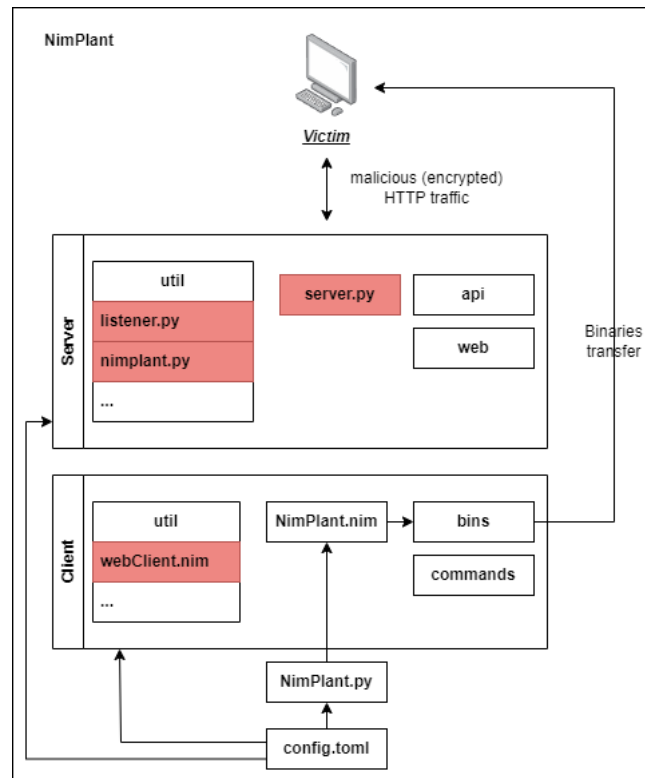 NimPlant
Victim
malicious (encrypted)
HTTP traffic
Server
util
listener.py
nimplant.py
...
server.py
api
web
Binaries
transfer
Client
util
webClient.nim
...
NimPlant.nim
bins
commands
NimPlant.py
config.toml